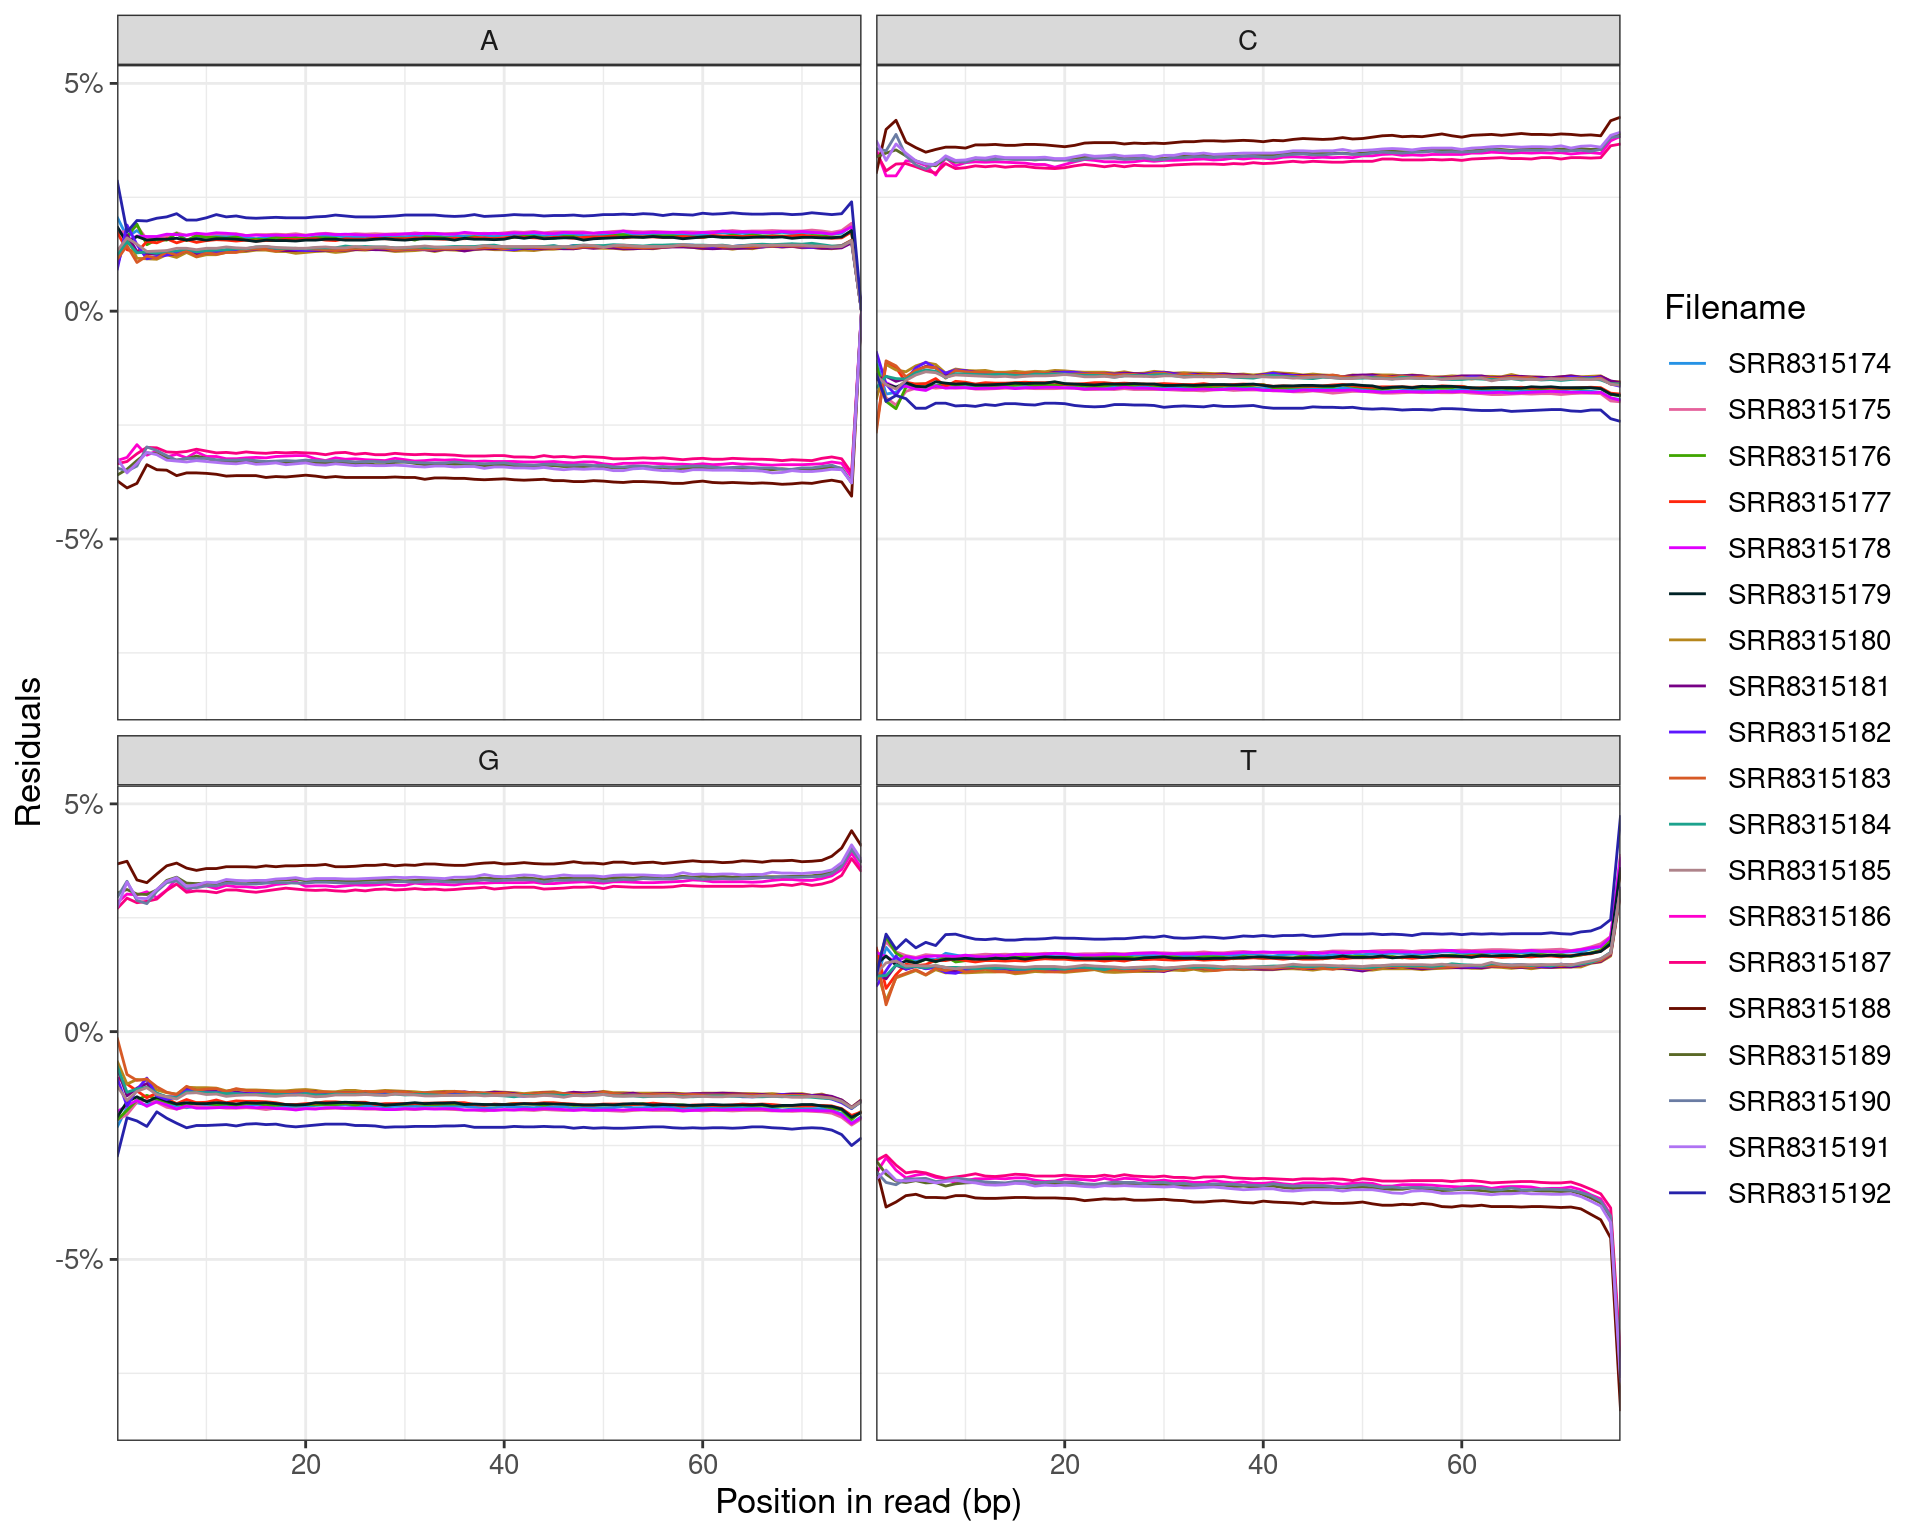 A
C
5%
0%
-5%
G
T
5%
0%
-5%
20
40
60
20
40
60
Position in read (bp)
Residuals
Filename
SRR8315174
SRR8315175
SRR8315176
SRR8315177
SRR8315178
SRR8315179
SRR8315180
SRR8315181
SRR8315182
SRR8315183
SRR8315184
SRR8315185
SRR8315186
SRR8315187
SRR8315188
SRR8315189
SRR8315190
SRR8315191
SRR8315192